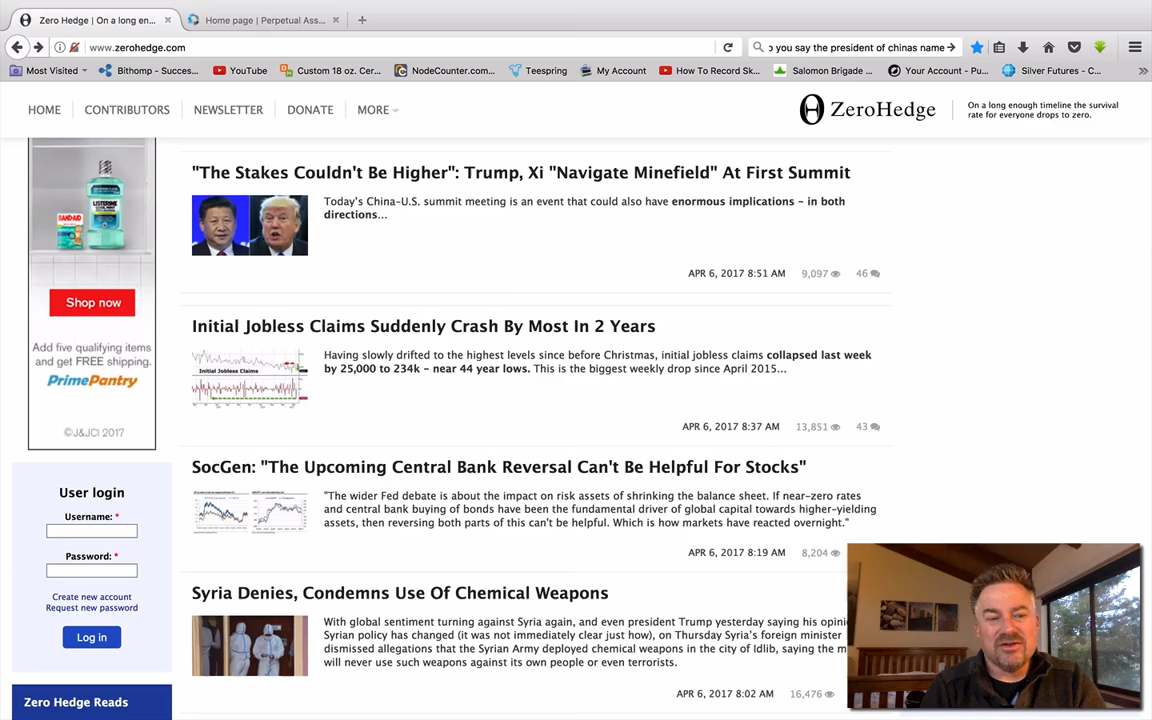 Zero Hedge | On a long en...
Home page | Perpetual Ass...
www.zerohedge.com
you say the president of chinas name
Most Visited
Bithomp - Succes...
YouTube
Custom 18 oz. Cer...
NodeCounter.com...
Teespring
My Account
How To Record Sk...
Salomon Brigade ...
Your Account - Pu...
Silver Futures - C...
HOME
CONTRIBUTORS
NEWSLETTER
DONATE
MORE
ZeroHedge
On a long enough timeline the survival
rate for everyone drops to zero.
LISTERINE
BAND-AID
Shop now
Add five qualifying items
and get FREE shipping.
PrimePantry
©J&JCI 2017
User login
Username: *
Password: *
Create new account
Request new password
Log in
Zero Hedge Reads
"The Stakes Couldn't Be Higher": Trump, Xi "Navigate Minefield" At First Summit
Today's China-U.S. summit meeting is an event that could also have enormous implications – in both
directions...
APR 6, 2017 8:51 AM 9,097 46
Initial Jobless Claims Suddenly Crash By Most In 2 Years
Initial Jobless Claims
Having slowly drifted to the highest levels since before Christmas, initial jobless claims collapsed last week
by 25,000 to 234k – near 44 year lows. This is the biggest weekly drop since April 2015...
APR 6, 2017 8:37 AM 13,851 43
SocGen: "The Upcoming Central Bank Reversal Can't Be Helpful For Stocks"
"The wider Fed debate is about the impact on risk assets of shrinking the balance sheet. If near-zero rates
and central bank buying of bonds have been the fundamental driver of global capital towards higher-yielding
assets, then reversing both parts of this can't be helpful. Which is how markets have reacted overnight."
APR 6, 2017 8:19 AM 8,204
Syria Denies, Condemns Use Of Chemical Weapons
With global sentiment turning against Syria again, and even president Trump yesterday saying his opini
Syrian policy has changed (it was not immediately clear just how), on Thursday Syria's foreign minister
dismissed allegations that the Syrian Army deployed chemical weapons in the city of Idlib, saying the m
will never use such weapons against its own people or even terrorists.
APR 6, 2017 8:02 AM 16,476